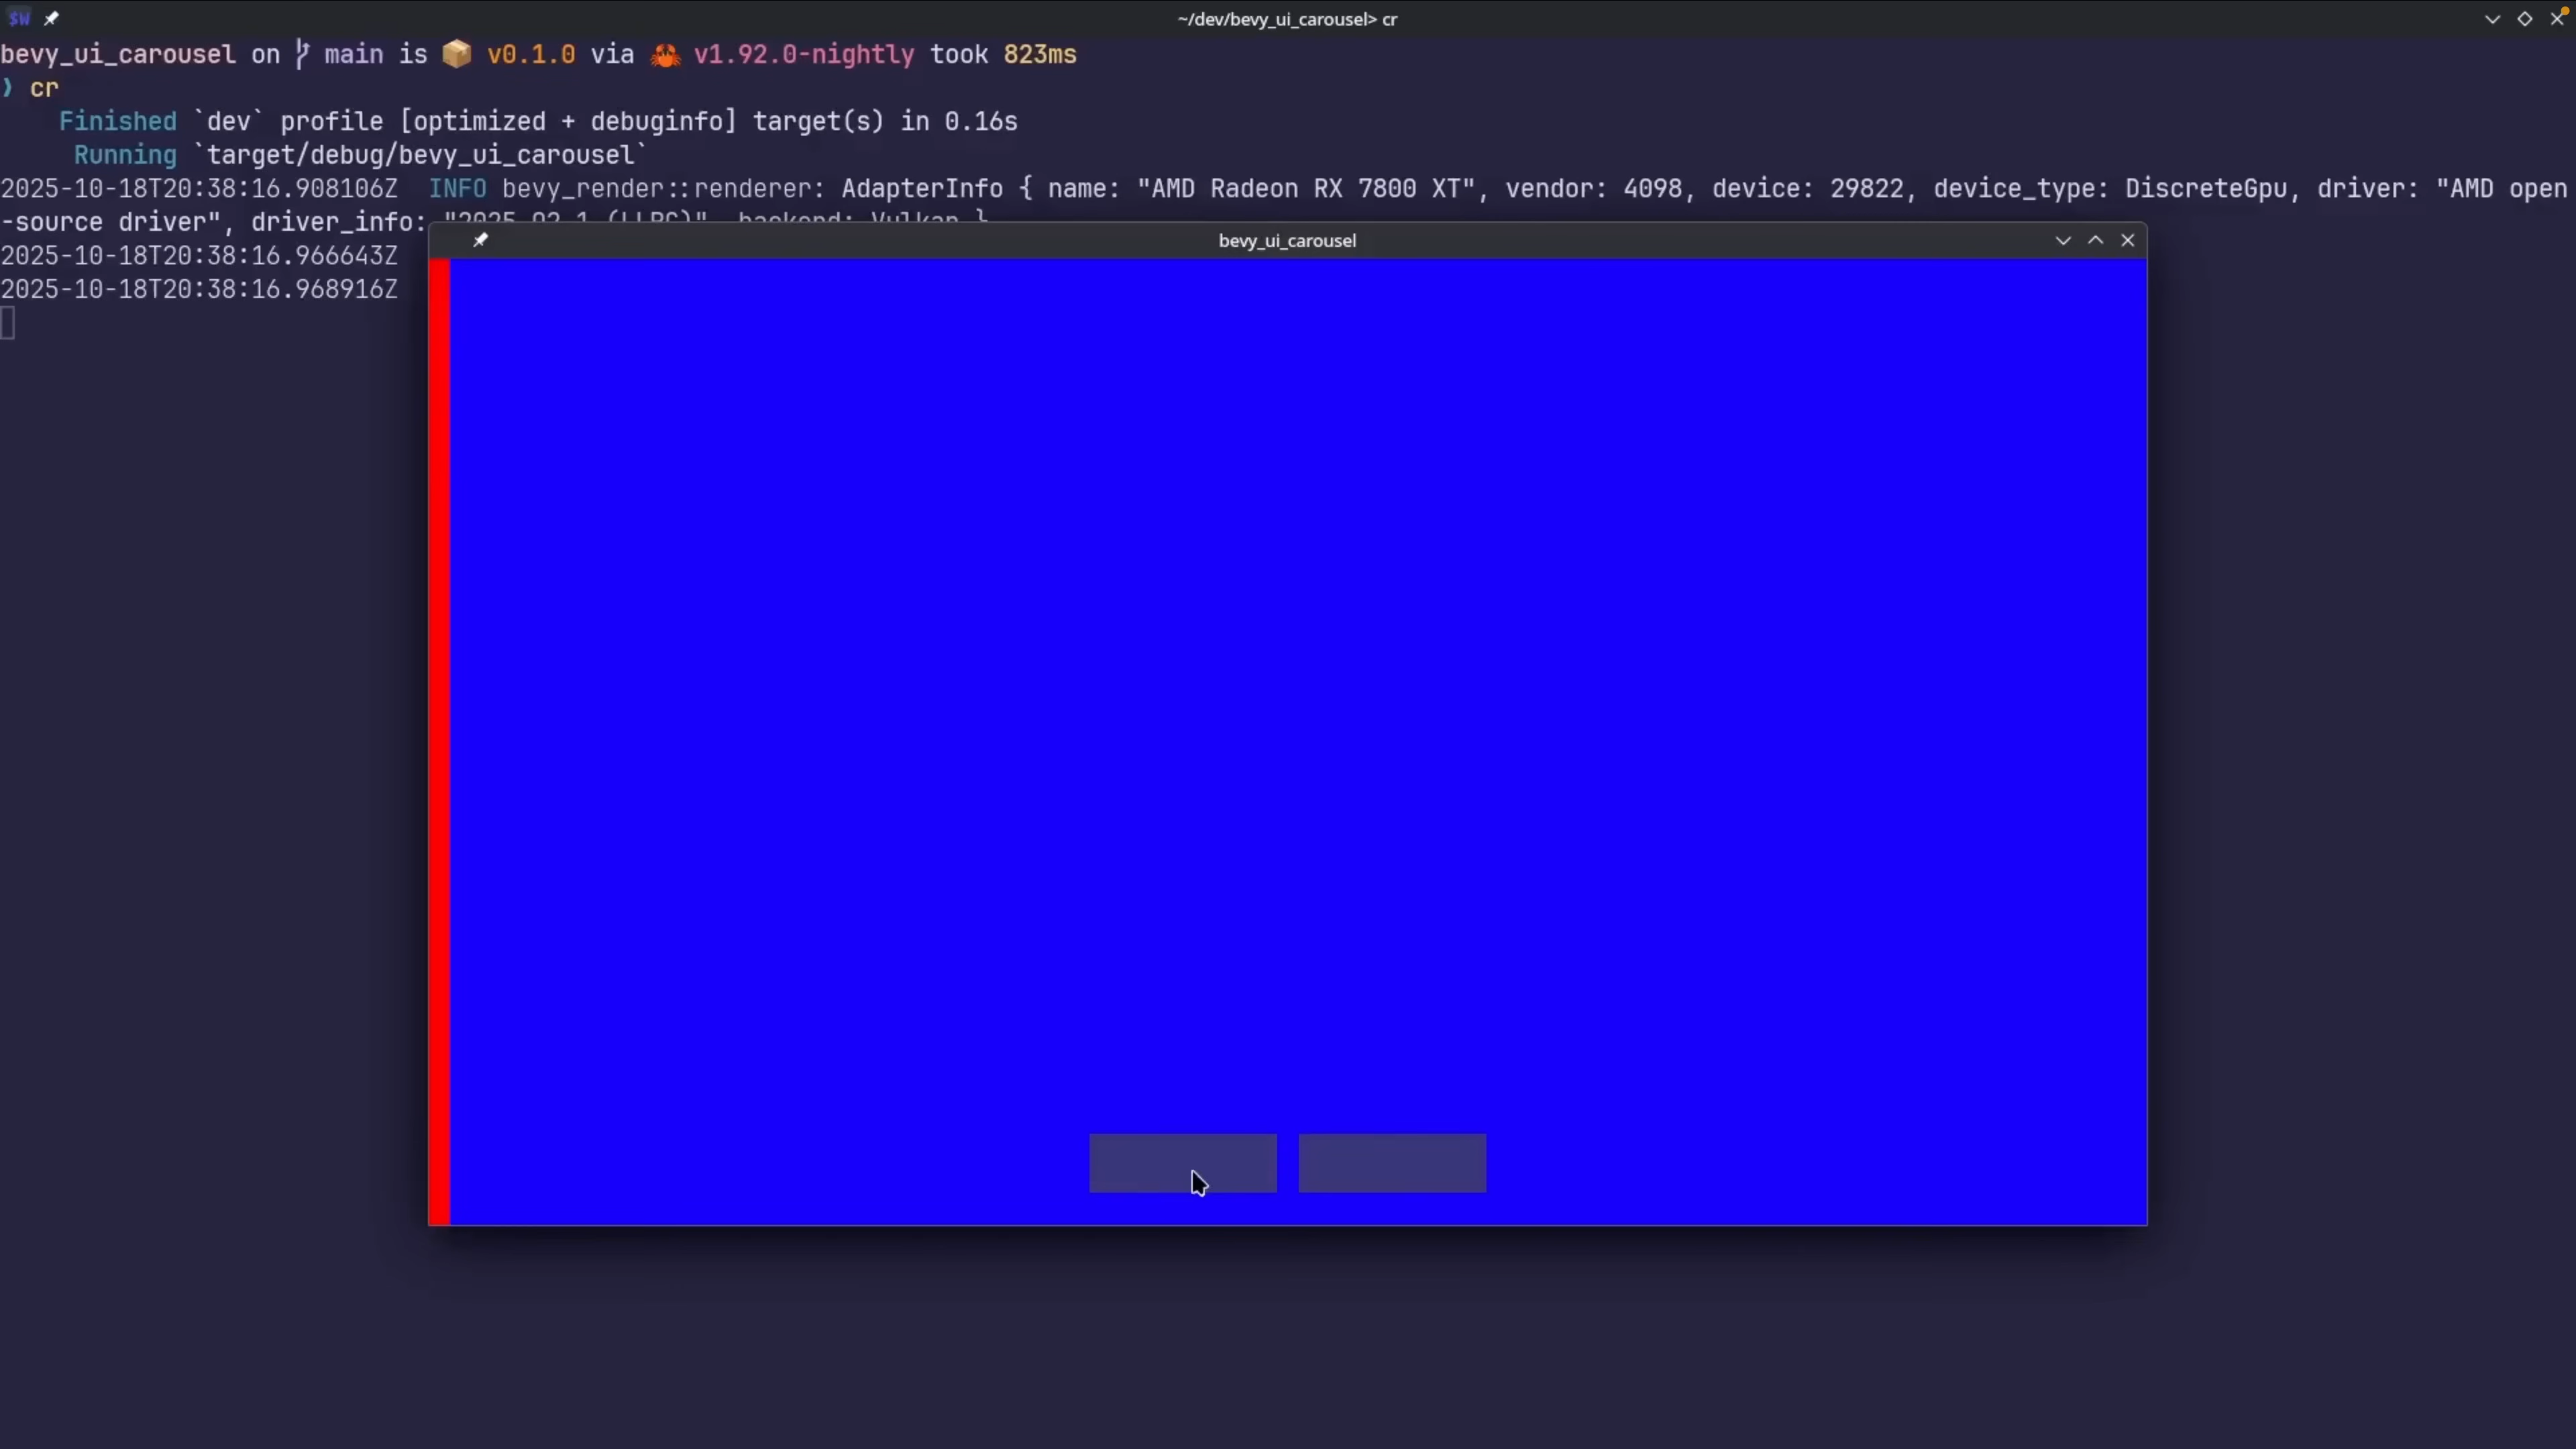 $W
~/dev/bevy_ui_carousel> cr
bevy_ui_carousel on main is 📦 v0.1.0 via 🦀 v1.92.0-nightly took 823ms
❯ cr
Finished `dev` profile [optimized + debuginfo] target(s) in 0.16s
Running `target/debug/bevy_ui_carousel`
2025-10-18T20:38:16.908106Z  INFO bevy_render::renderer: AdapterInfo { name: "AMD Radeon RX 7800 XT", vendor: 4098, device: 29822, device_type: DiscreteGpu, driver: "AMD open
-source driver", driver_info: backend: Vulkan }
bevy_ui_carousel
2025-10-18T20:38:16.966643Z
2025-10-18T20:38:16.968916Z